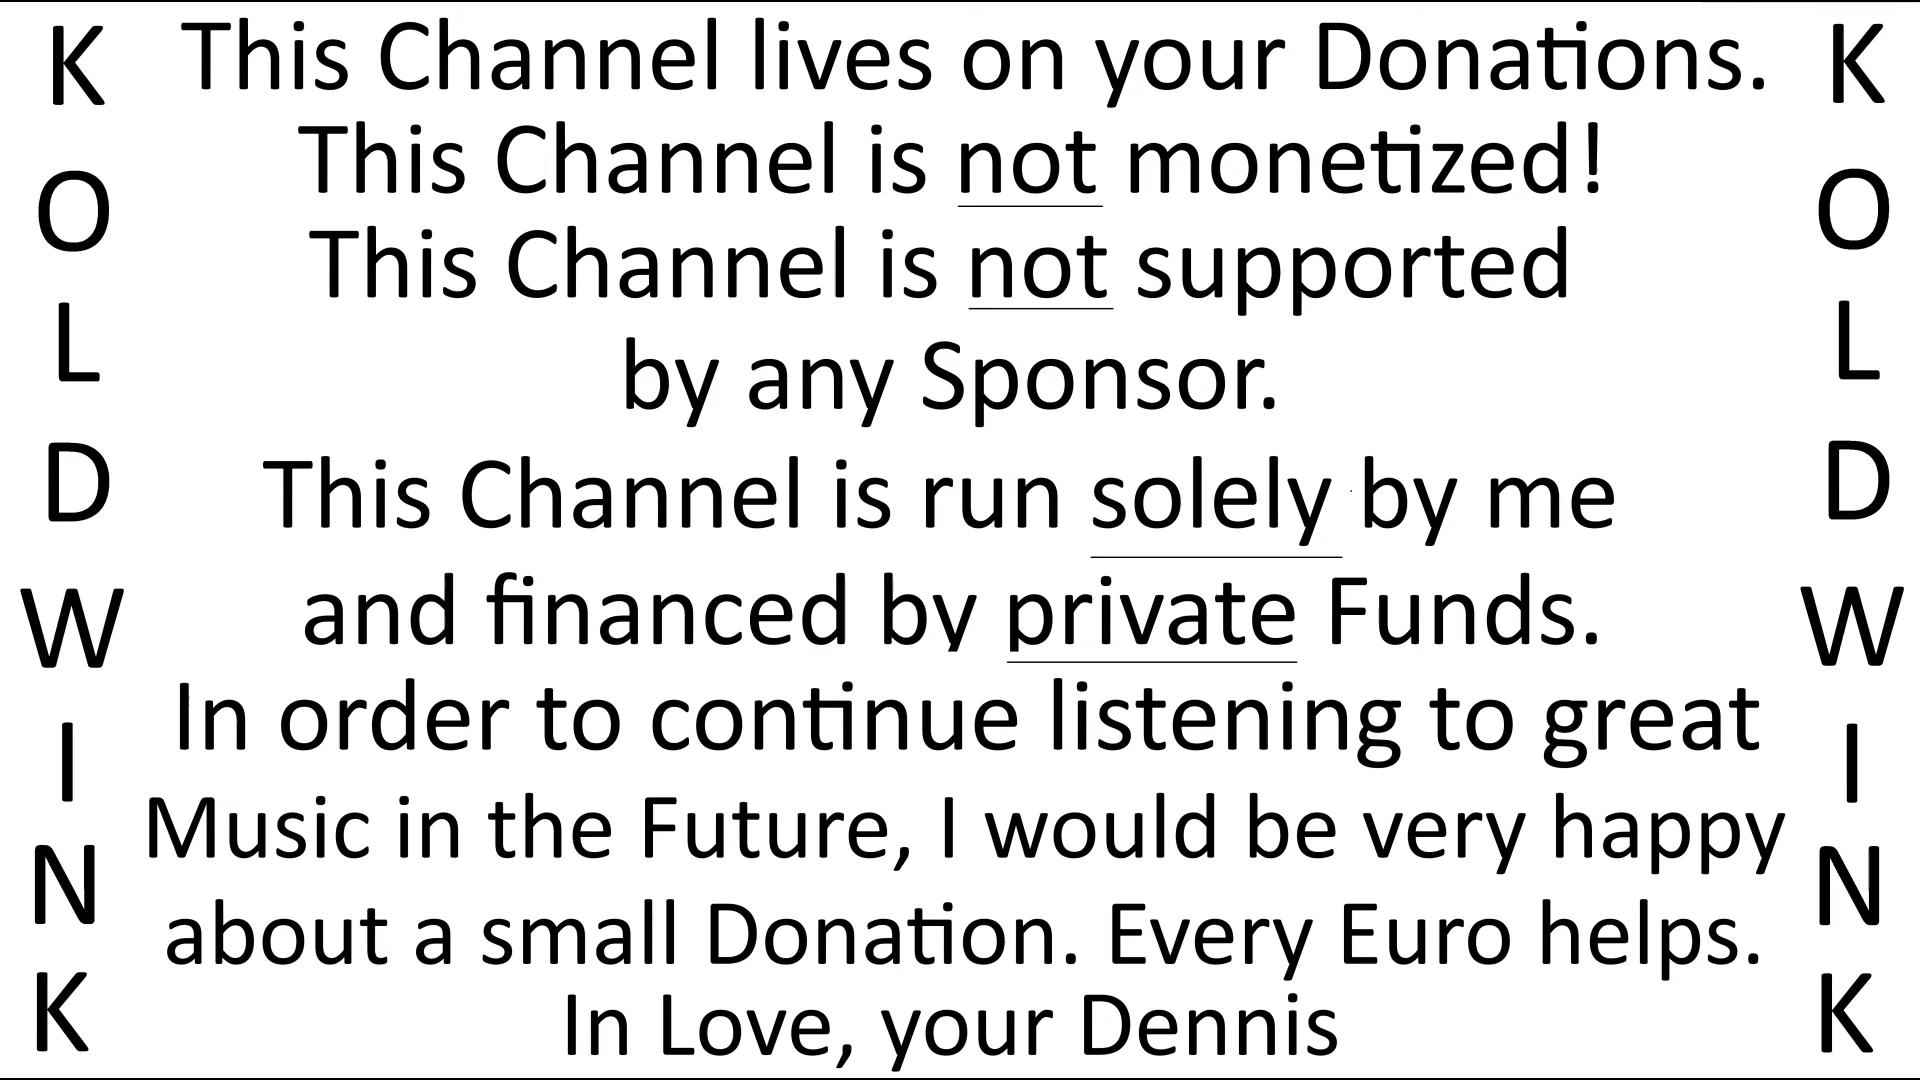 KOLDWINK
This Channel lives on your Donations.
This Channel is not monetized!
This Channel is not supported
by any Sponsor.
This Channel is run solely by me
and financed by private Funds.
In order to continue listening to great
Music in the Future, I would be very happy
about a small Donation. Every Euro helps.
In Love, your Dennis
KOLDWINK